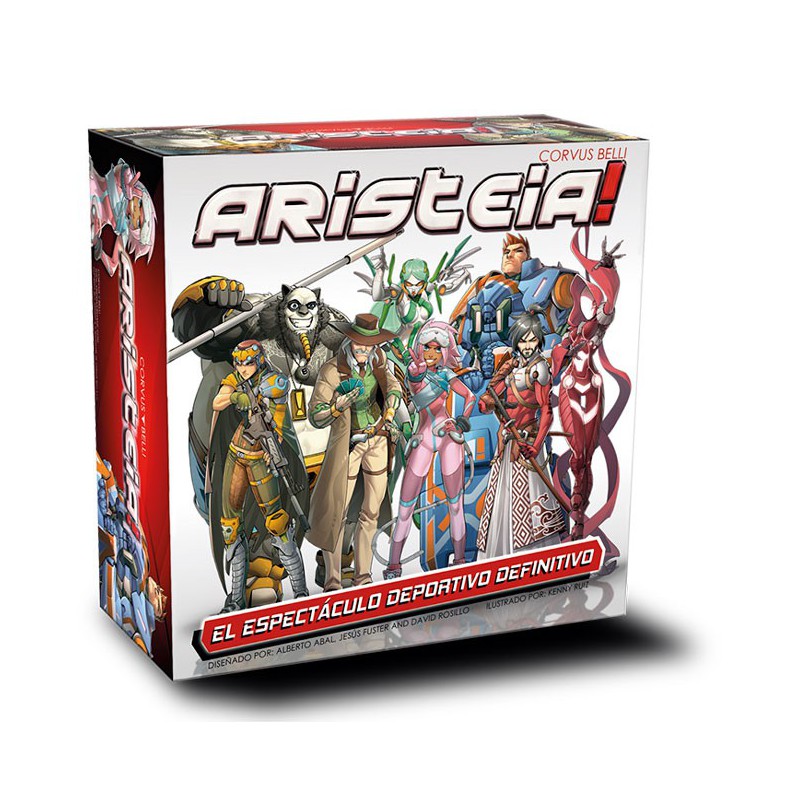 CORVUS BELLI
ARISTEIA!
EL ESPECTÁCULO DEPORTIVO DEFINITIVO
DISEÑADO POR: ALBERTO ABAL, JESÚS FUSTER AND DAVID ROSILLO
ILUSTRADO POR: KENNY RUIZ
ARISTEIA!
CORVUS BELLI
ARISTEIA!